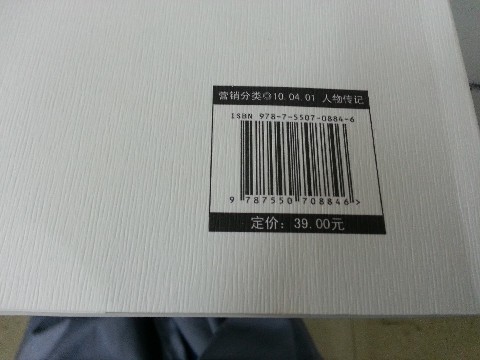 营销分类◎10.04.01 人物传记
ISBN 978-7-5507-0884-6
9 787550 708846 >
定价: 39.00元